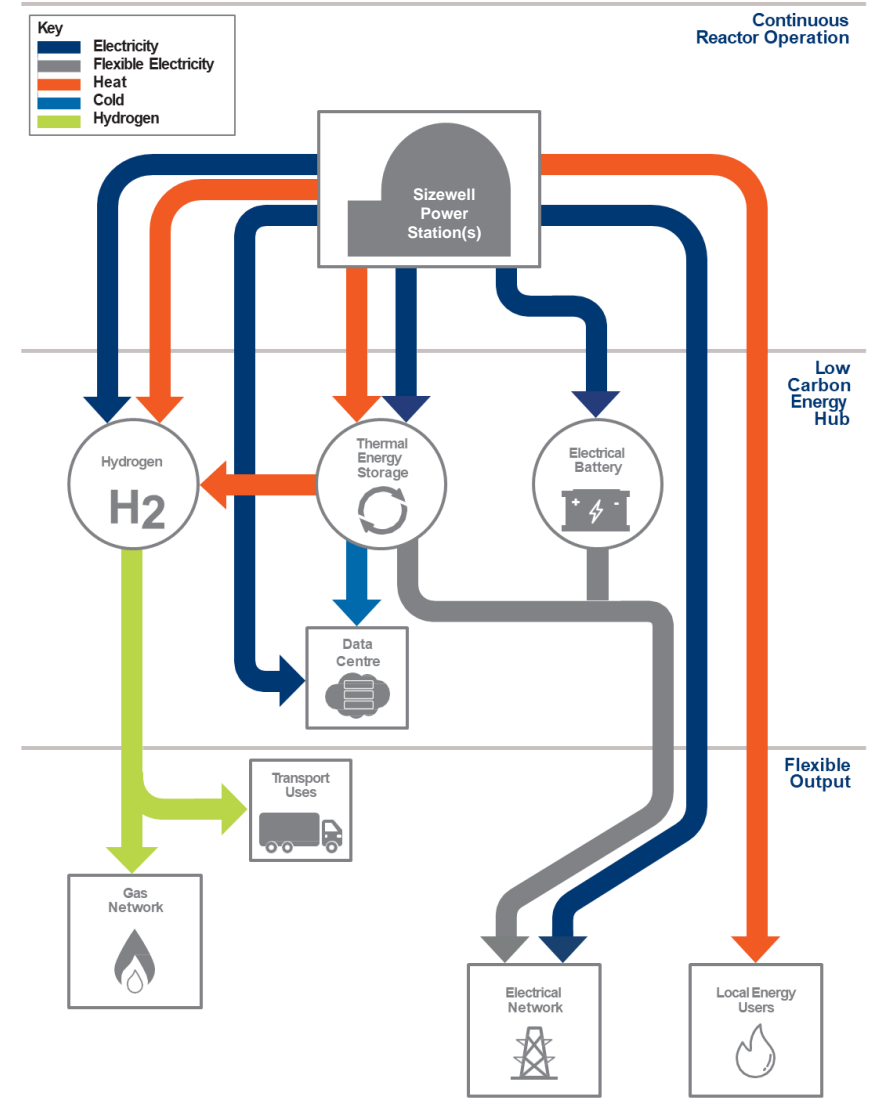 Continuous
Reactor Operation
Key
Electricity
Flexible Electricity
Heat
Cold
Hydrogen
Sizewell
Power
Station(s)
Low
Carbon
Energy
Hub
Hydrogen
H2
Thermal
Energy
Storage
Electrical
Battery
+ -
Data
Centre
Flexible
Output
Transport
Uses
Gas
Network
Electrical
Network
Local Energy
Users